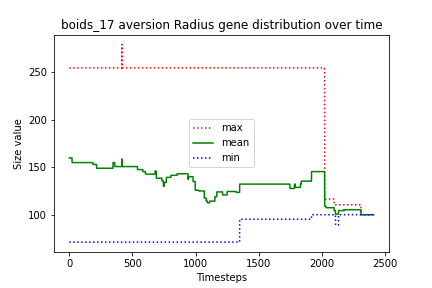 boids_17 aversion Radius gene distribution over time
Size value
250
200
150
100
max
mean
min
0
500
1000
1500
2000
2500
Timesteps